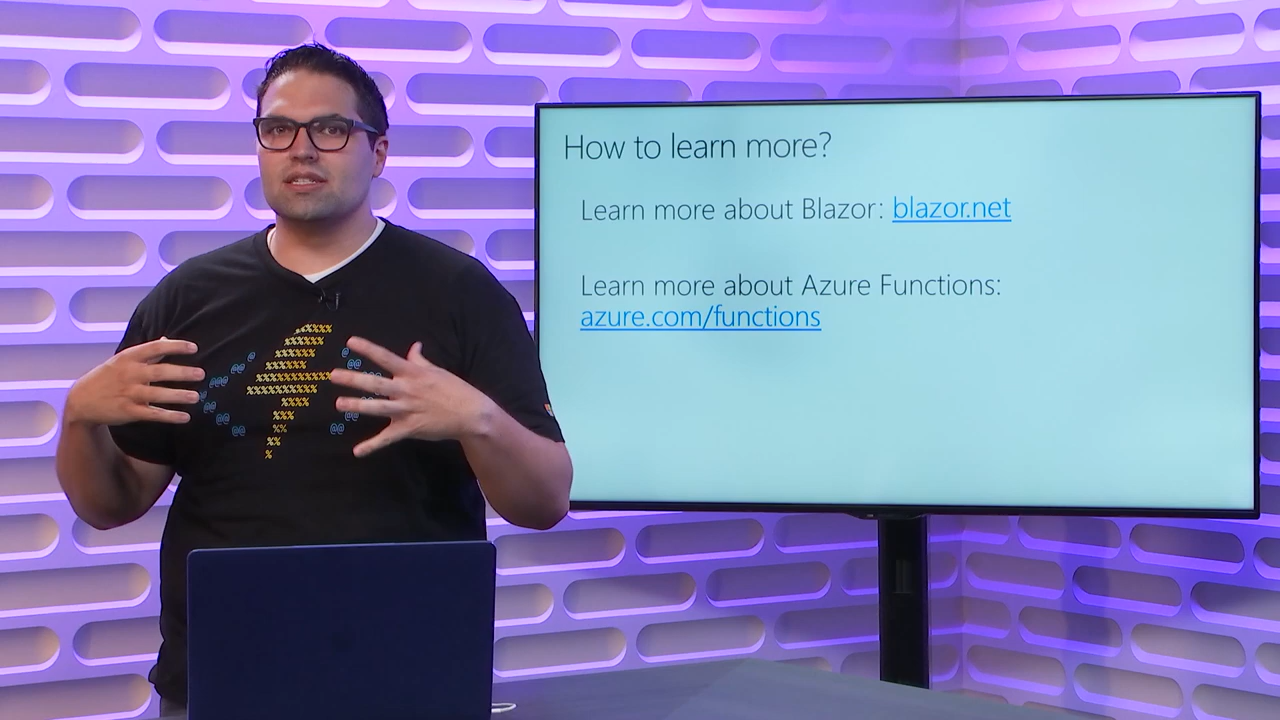 How to learn more?
Learn more about Blazor: blazor.net
Learn more about Azure Functions:
azure.com/functions